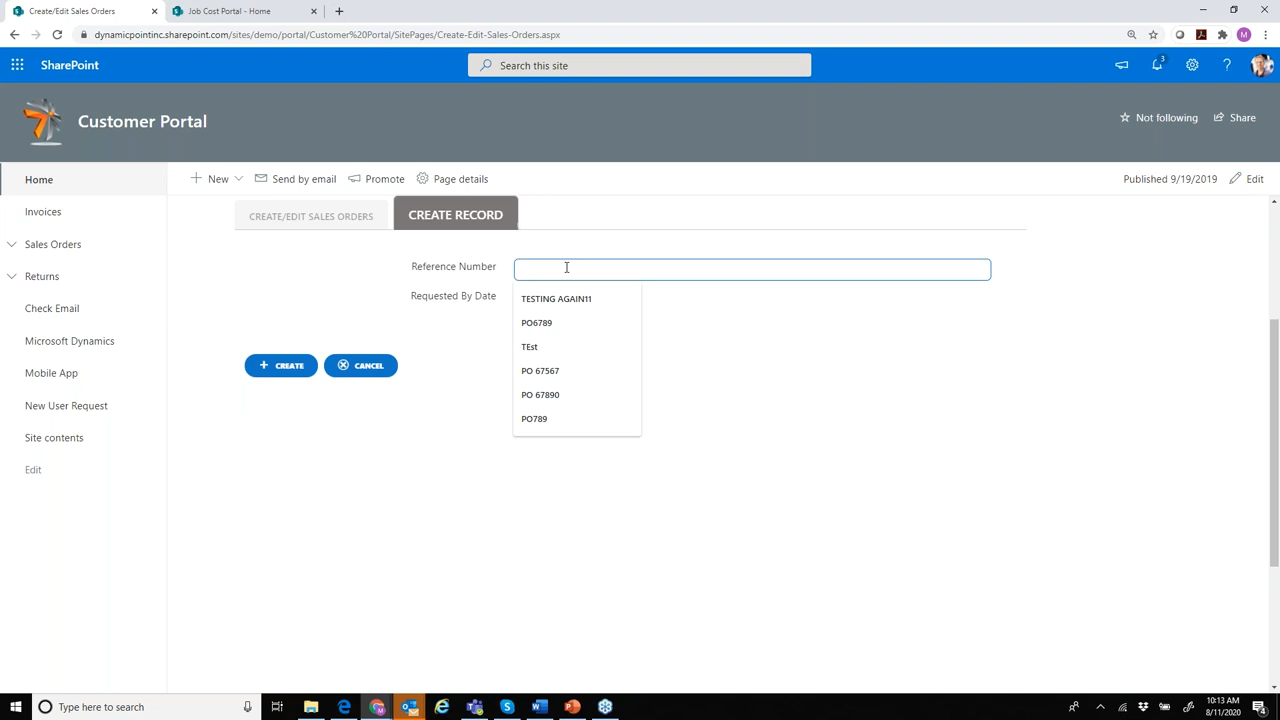 Create/Edit Sales Orders
Job Cost Portal - Home
dynamicpointinc.sharepoint.com/sites/demo/portal/Customer%20Portal/SitePages/Create-Edit-Sales-Orders.aspx
M
SharePoint
Search this site
3
7
Customer Portal
Not following
Share
Home
New
Send by email
Promote
Page details
Published 9/19/2019
Edit
Invoices
Sales Orders
Returns
Check Email
Microsoft Dynamics
Mobile App
New User Request
Site contents
Edit
CREATE/EDIT SALES ORDERS
CREATE RECORD
Reference Number
Requested By Date
TESTING AGAIN11
PO6789
TEst
PO 67567
PO 67890
PO789
CREATE
CANCEL
Type here to search
10:13 AM
8/11/2020
4